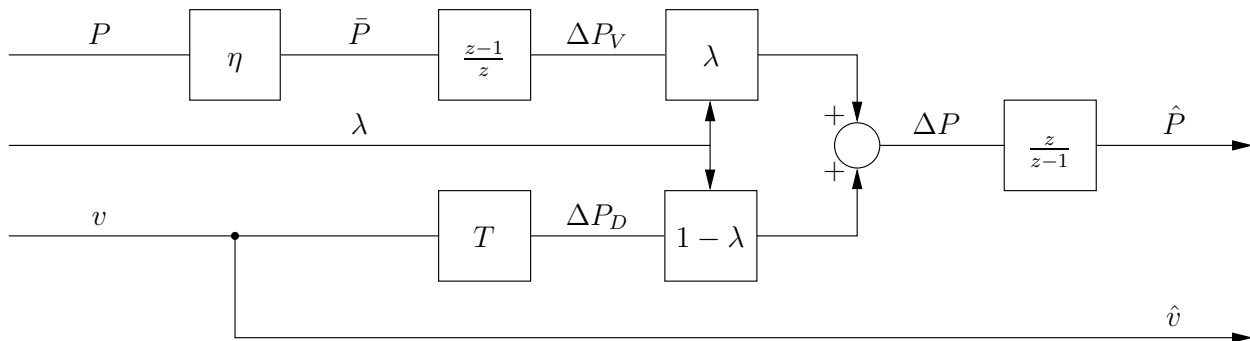 P η P̄ z−1/z ΔP_V λ
+
λ ΔP z/z−1 P̂
+
v T ΔP_D 1 − λ
v̂